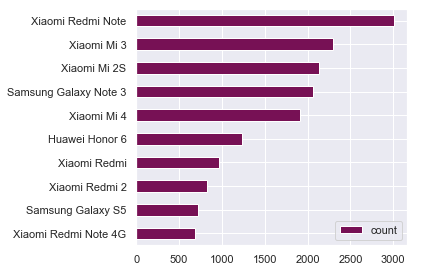 Xiaomi Redmi Note
Xiaomi Mi 3
Xiaomi Mi 2S
Samsung Galaxy Note 3
Xiaomi Mi 4
Huawei Honor 6
Xiaomi Redmi
Xiaomi Redmi 2
Samsung Galaxy S5
Xiaomi Redmi Note 4G
count
0 500 1000 1500 2000 2500 3000